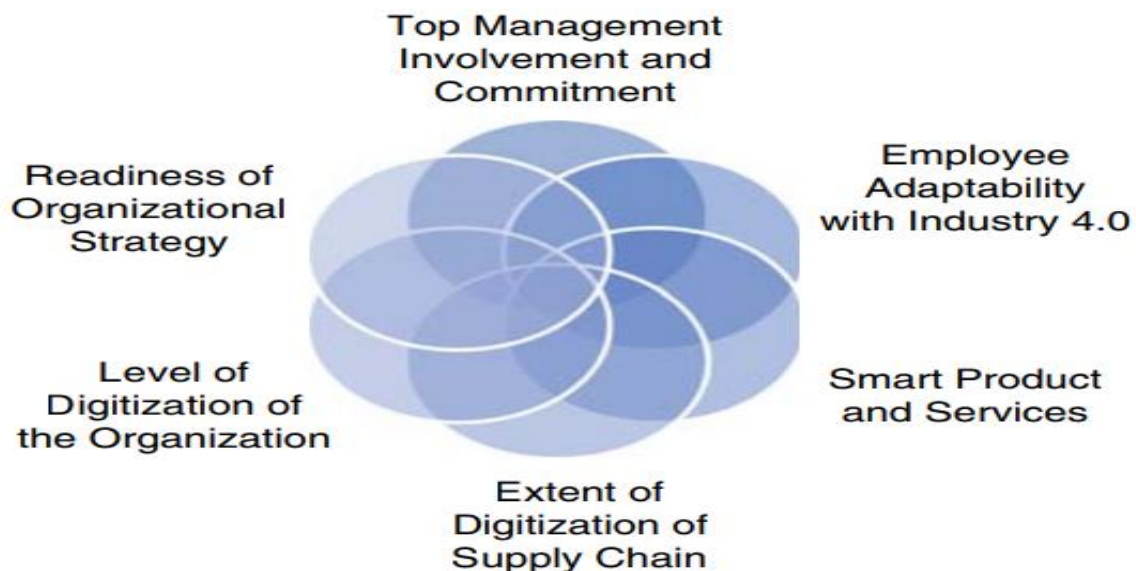 Top Management
Involvement and
Commitment
Employee
Adaptability
with Industry 4.0
Smart Product
and Services
Extent of
Digitization of
Supply Chain
Level of
Digitization of
the Organization
Readiness of
Organizational
Strategy